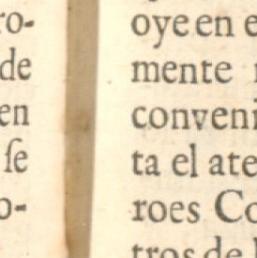 ro-
de
en
ſe
o-
oye en e
mente
conveni
ta el ate
roes Co
tros de l